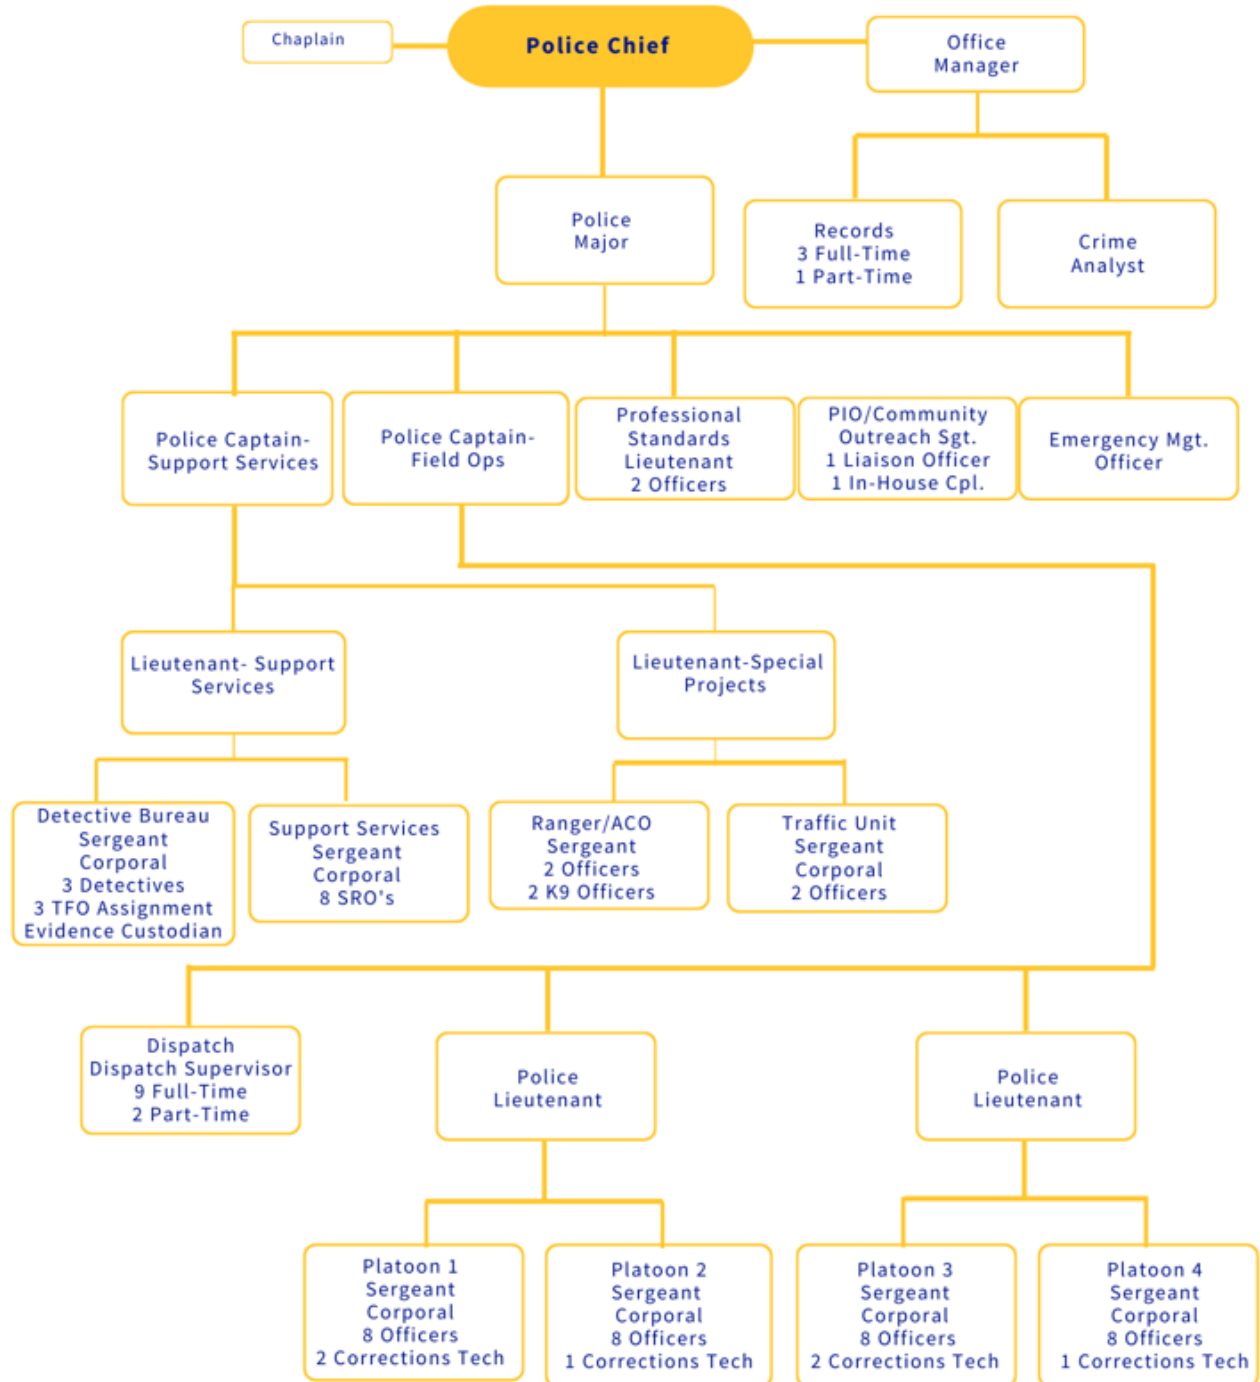 Chaplain
Police Chief
Office
Manager
Police
Major
Records
3 Full-Time
1 Part-Time
Crime
Analyst
Police Captain-
Support Services
Police Captain-
Field Ops
Professional
Standards
Lieutenant
2 Officers
PIO/Community
Outreach Sgt.
1 Liaison Officer
1 In-House Cpl.
Emergency Mgt.
Officer
Lieutenant- Support
Services
Lieutenant-Special
Projects
Detective Bureau
Sergeant
Corporal
3 Detectives
3 TFO Assignment
Evidence Custodian
Support Services
Sergeant
Corporal
8 SRO's
Ranger/ACO
Sergeant
2 Officers
2 K9 Officers
Traffic Unit
Sergeant
Corporal
2 Officers
Dispatch
Dispatch Supervisor
9 Full-Time
2 Part-Time
Police
Lieutenant
Police
Lieutenant
Platoon 1
Sergeant
Corporal
8 Officers
2 Corrections Tech
Platoon 2
Sergeant
Corporal
8 Officers
1 Corrections Tech
Platoon 3
Sergeant
Corporal
8 Officers
2 Corrections Tech
Platoon 4
Sergeant
Corporal
8 Officers
1 Corrections Tech